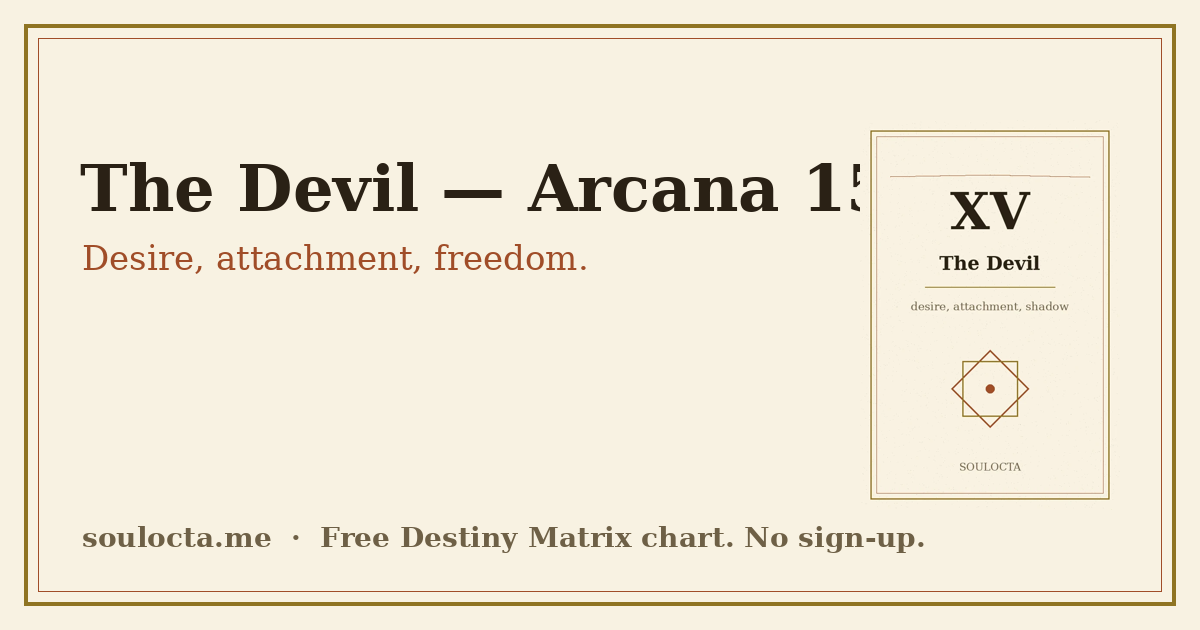 The Devil — Arcana 15
Desire, attachment, freedom.
XV
The Devil
desire, attachment, shadow
SOULOCTA
soulocta.me · Free Destiny Matrix chart. No sign-up.